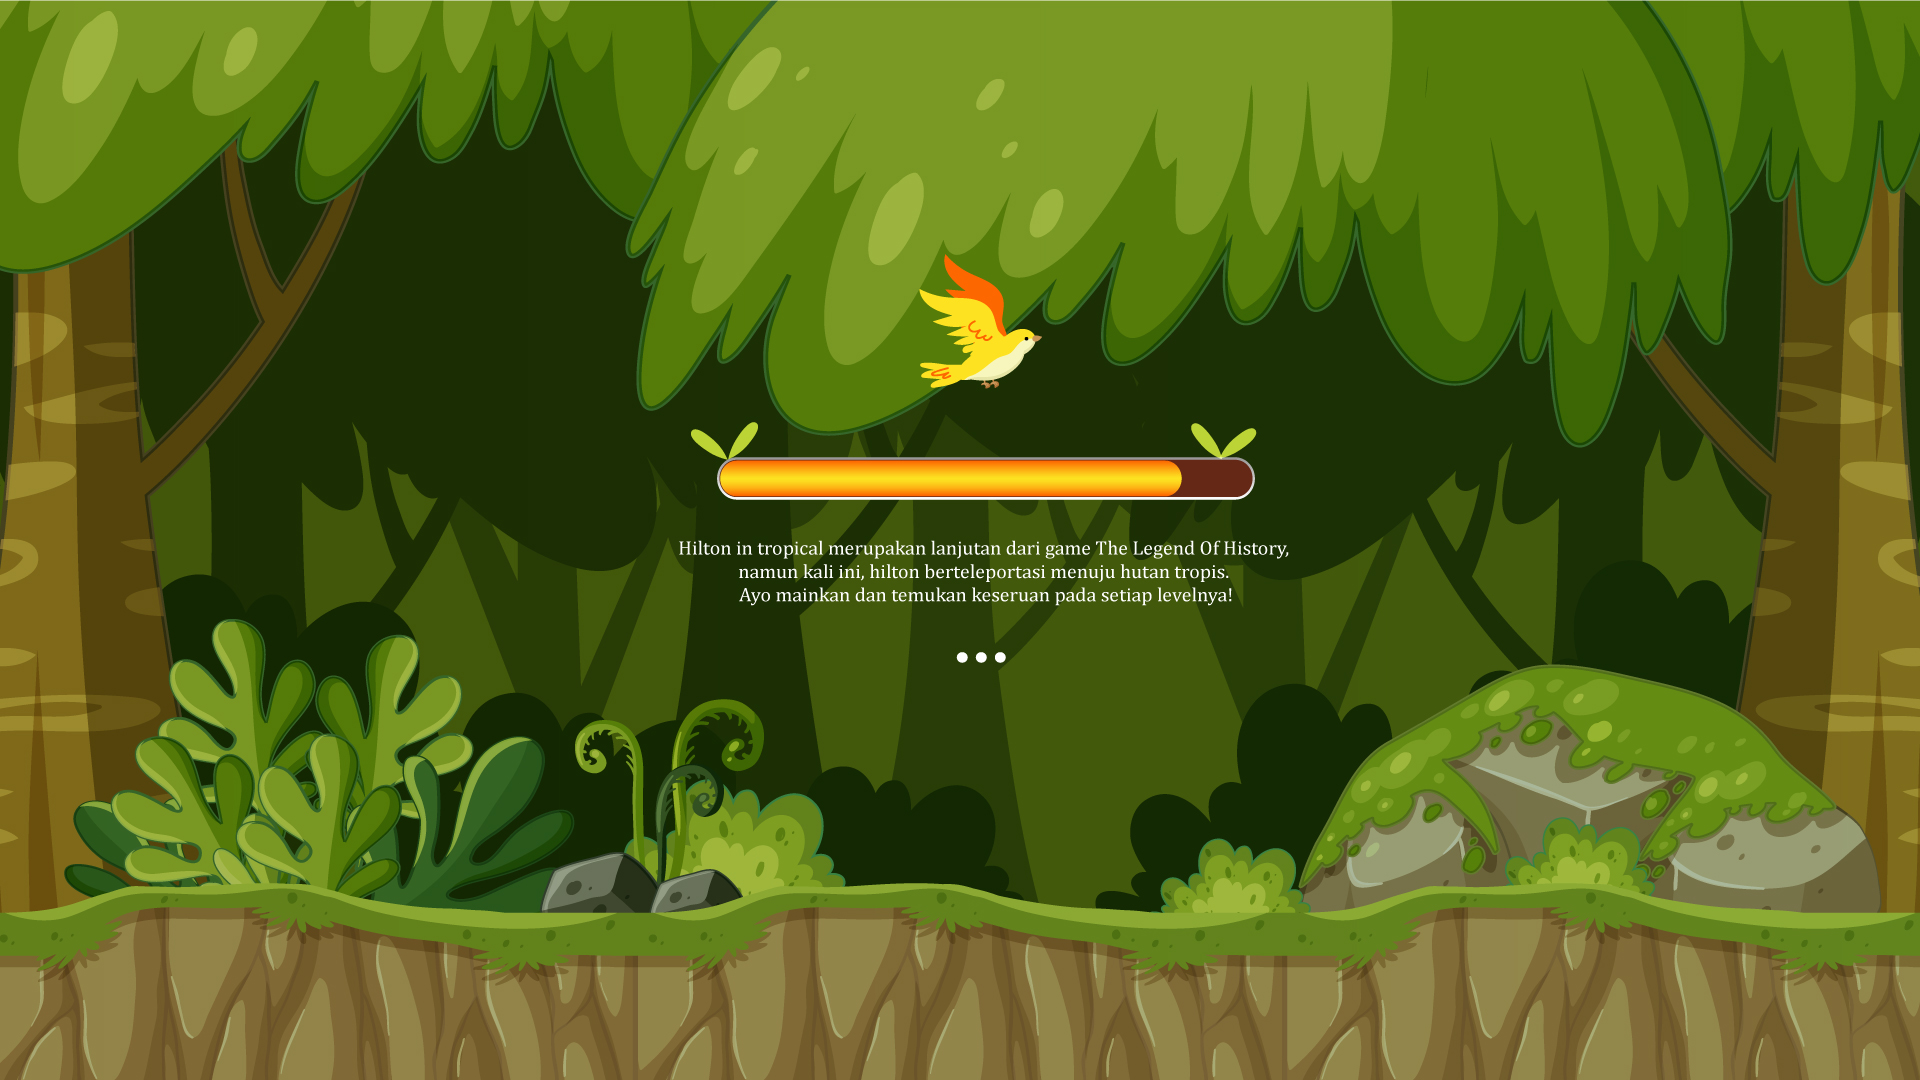 Hilton in tropical merupakan lanjutan dari game The Legend Of History,
namun kali ini, hilton berteleportasi menuju hutan tropis.
Ayo mainkan dan temukan keseruan pada setiap levelnya!